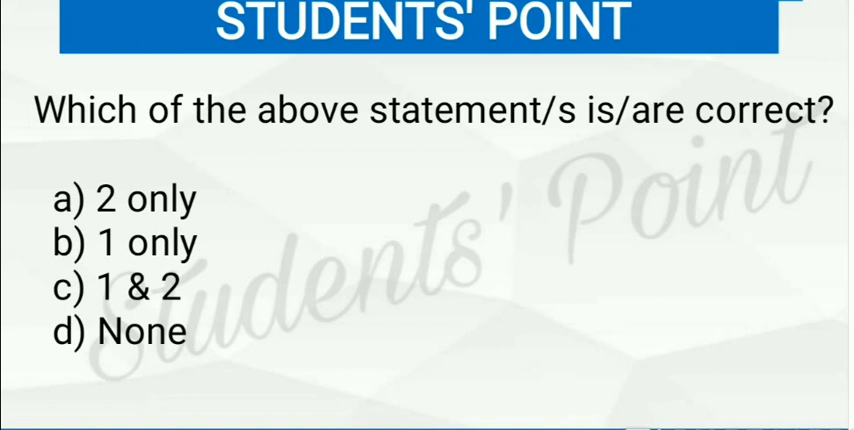 STUDENTS' POINT
Which of the above statement/s is/are correct?
a) 2 only
b) 1 only
c) 1 & 2
d) None
Students' Point